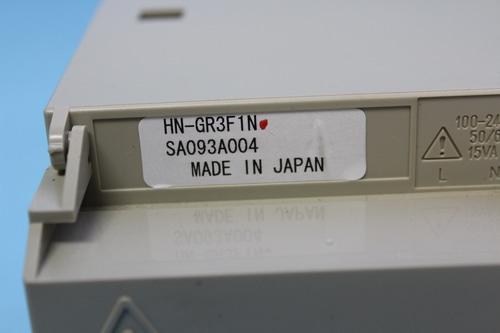 HN-GR3F1N
SA093A004
MADE IN JAPAN
100-24
50/6
15VA
L N